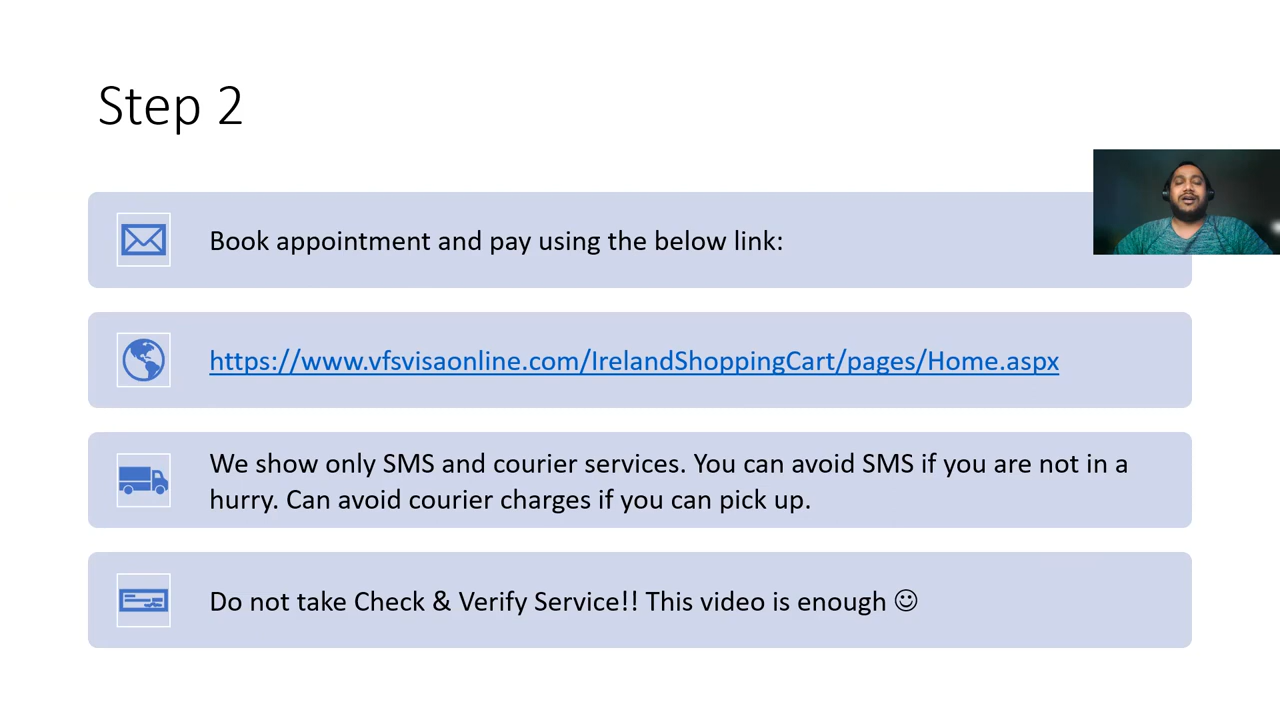 Step 2
Book appointment and pay using the below link:
https://www.vfsvisaonline.com/IrelandShoppingCart/pages/Home.aspx
We show only SMS and courier services. You can avoid SMS if you are not in a
hurry. Can avoid courier charges if you can pick up.
Do not take Check & Verify Service!! This video is enough ☺